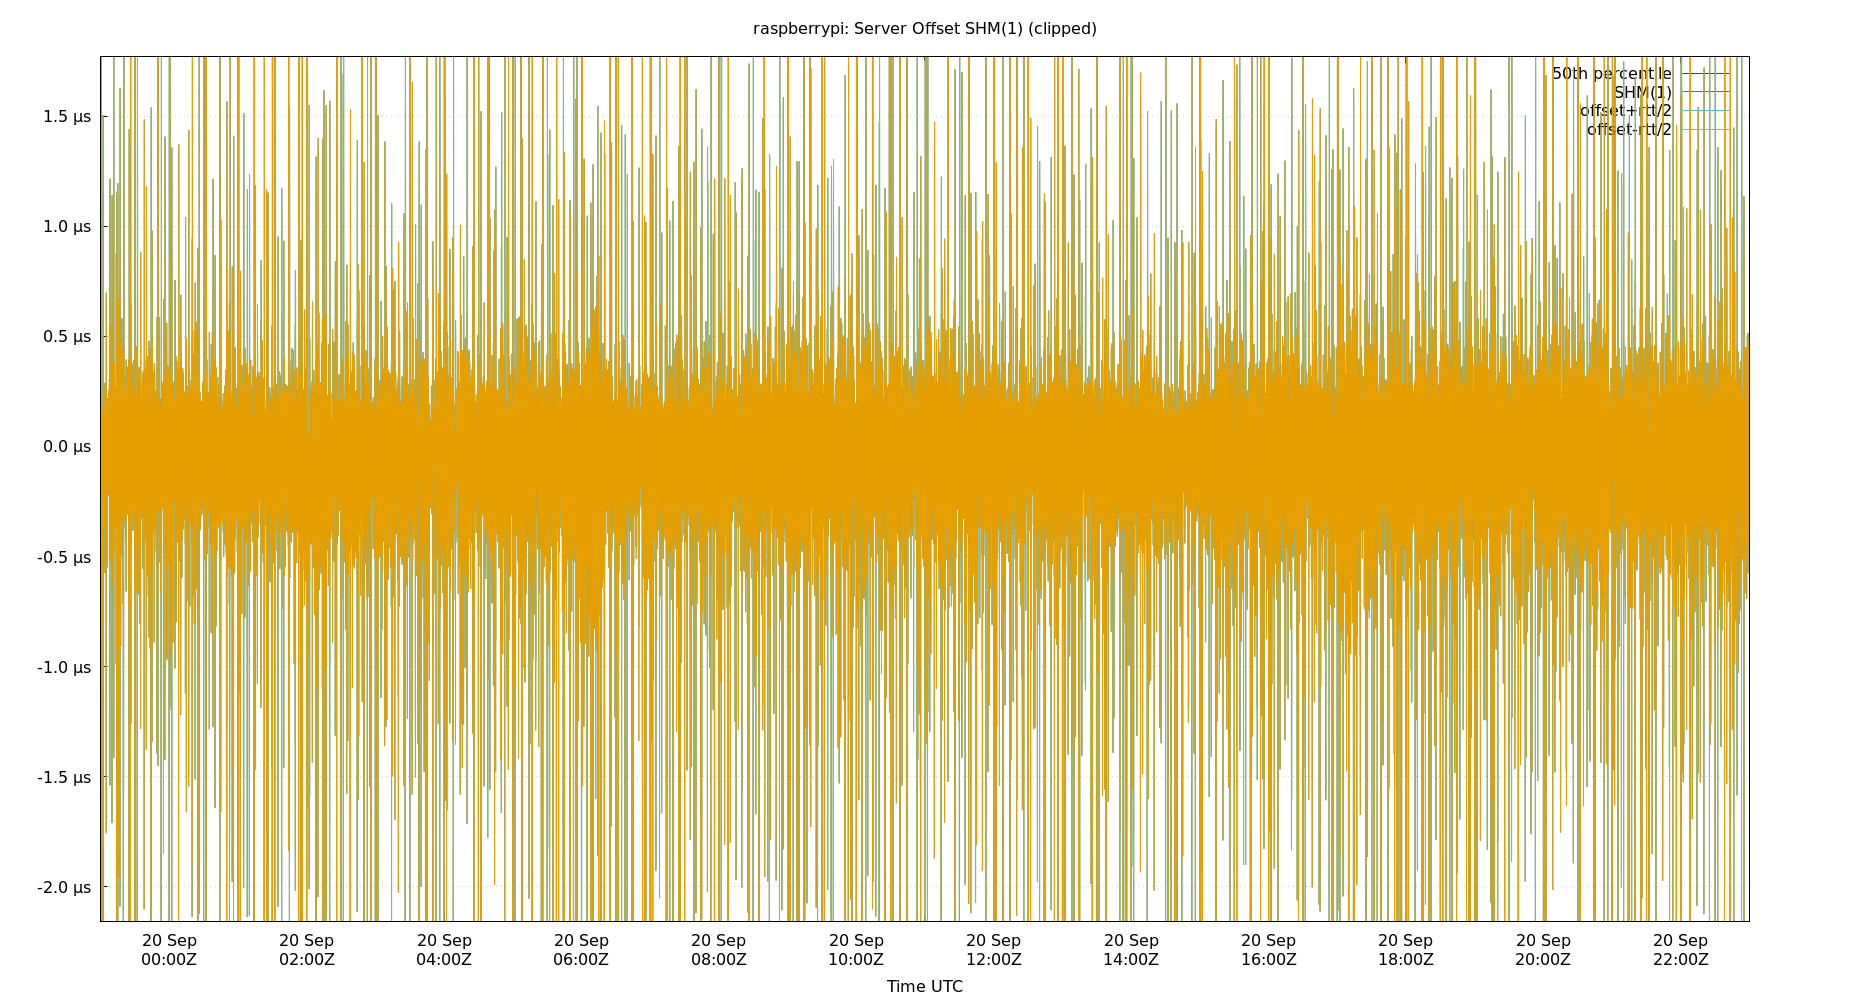 raspberrypi: Server Offset SHM(1) (clipped)
50th percentile
SHM(1)
offset+rtt/2
offset-rtt/2
1.5 µs
1.0 µs
0.5 µs
0.0 µs
-0.5 µs
-1.0 µs
-1.5 µs
-2.0 µs
20 Sep 20 Sep 20 Sep 20 Sep 20 Sep 20 Sep 20 Sep 20 Sep 20 Sep 20 Sep 20 Sep 20 Sep
00:00Z 02:00Z 04:00Z 06:00Z 08:00Z 10:00Z 12:00Z 14:00Z 16:00Z 18:00Z 20:00Z 22:00Z
Time UTC